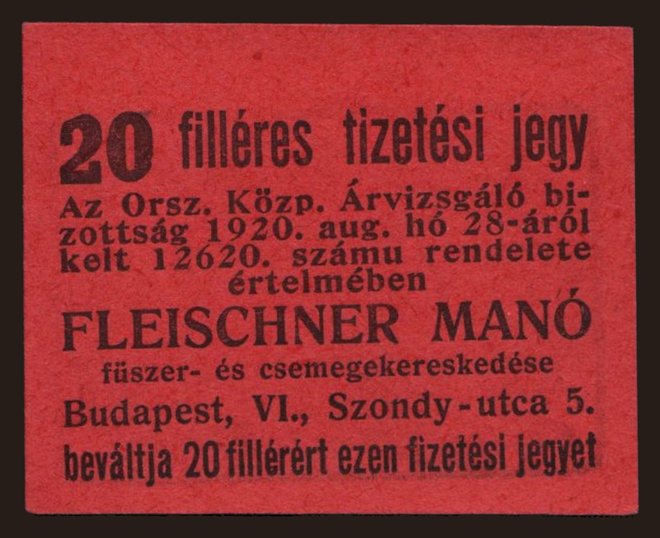 20 filléres fizetési jegy
Az Orsz. Közp. Árvizsgáló bi-
zottság 1920. aug. hó 28-áról
kelt 12620. számu rendelete
értelmében
FLEISCHNER MANÓ
füszer- és csemegekereskedése
Budapest, VI., Szondy-utca 5.
beváltja 20 fillérért ezen fizetési jegyet